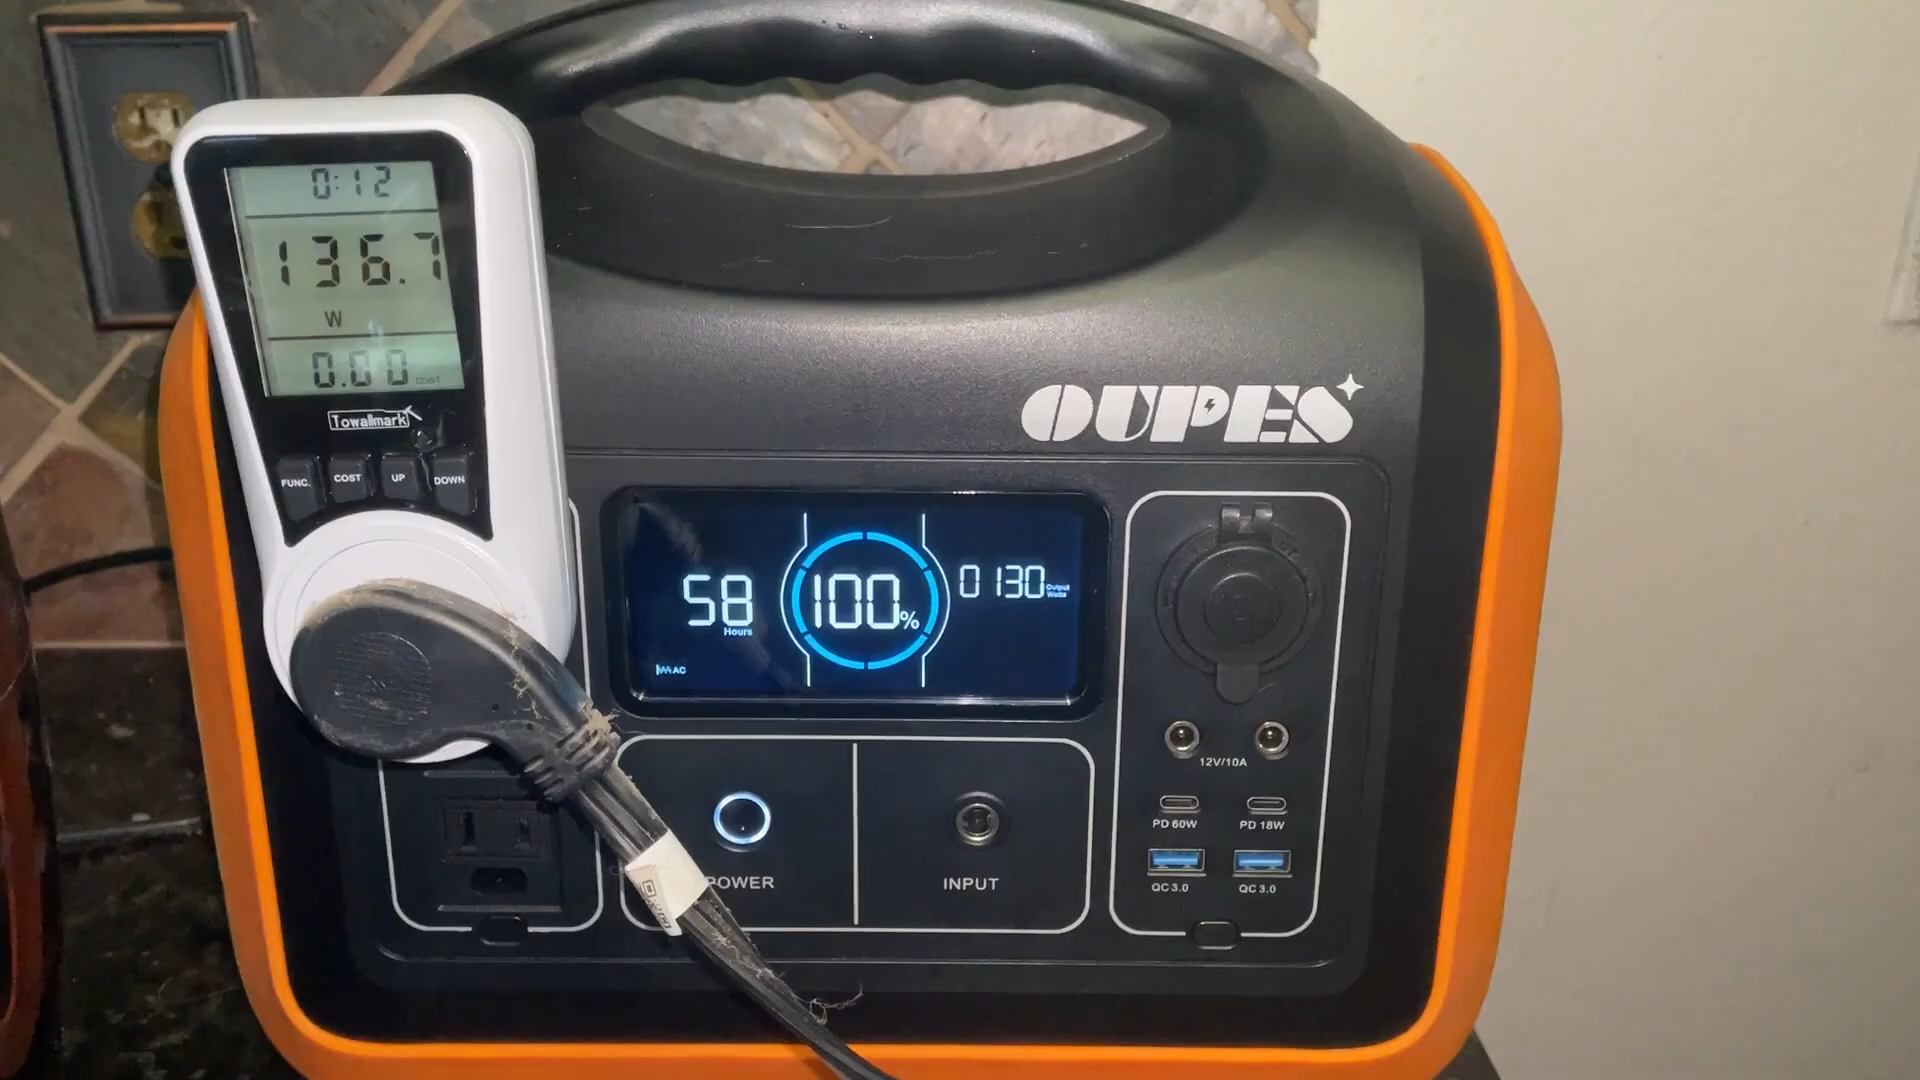 0:12
136.7
W
0.00 COST
Towallmark
FUNC. COST UP DOWN
OUPES
58
Hours
100%
0130 Output
Watts
AC
12V/10A
PD 60W PD 18W
QC 3.0 QC 3.0
POWER
INPUT